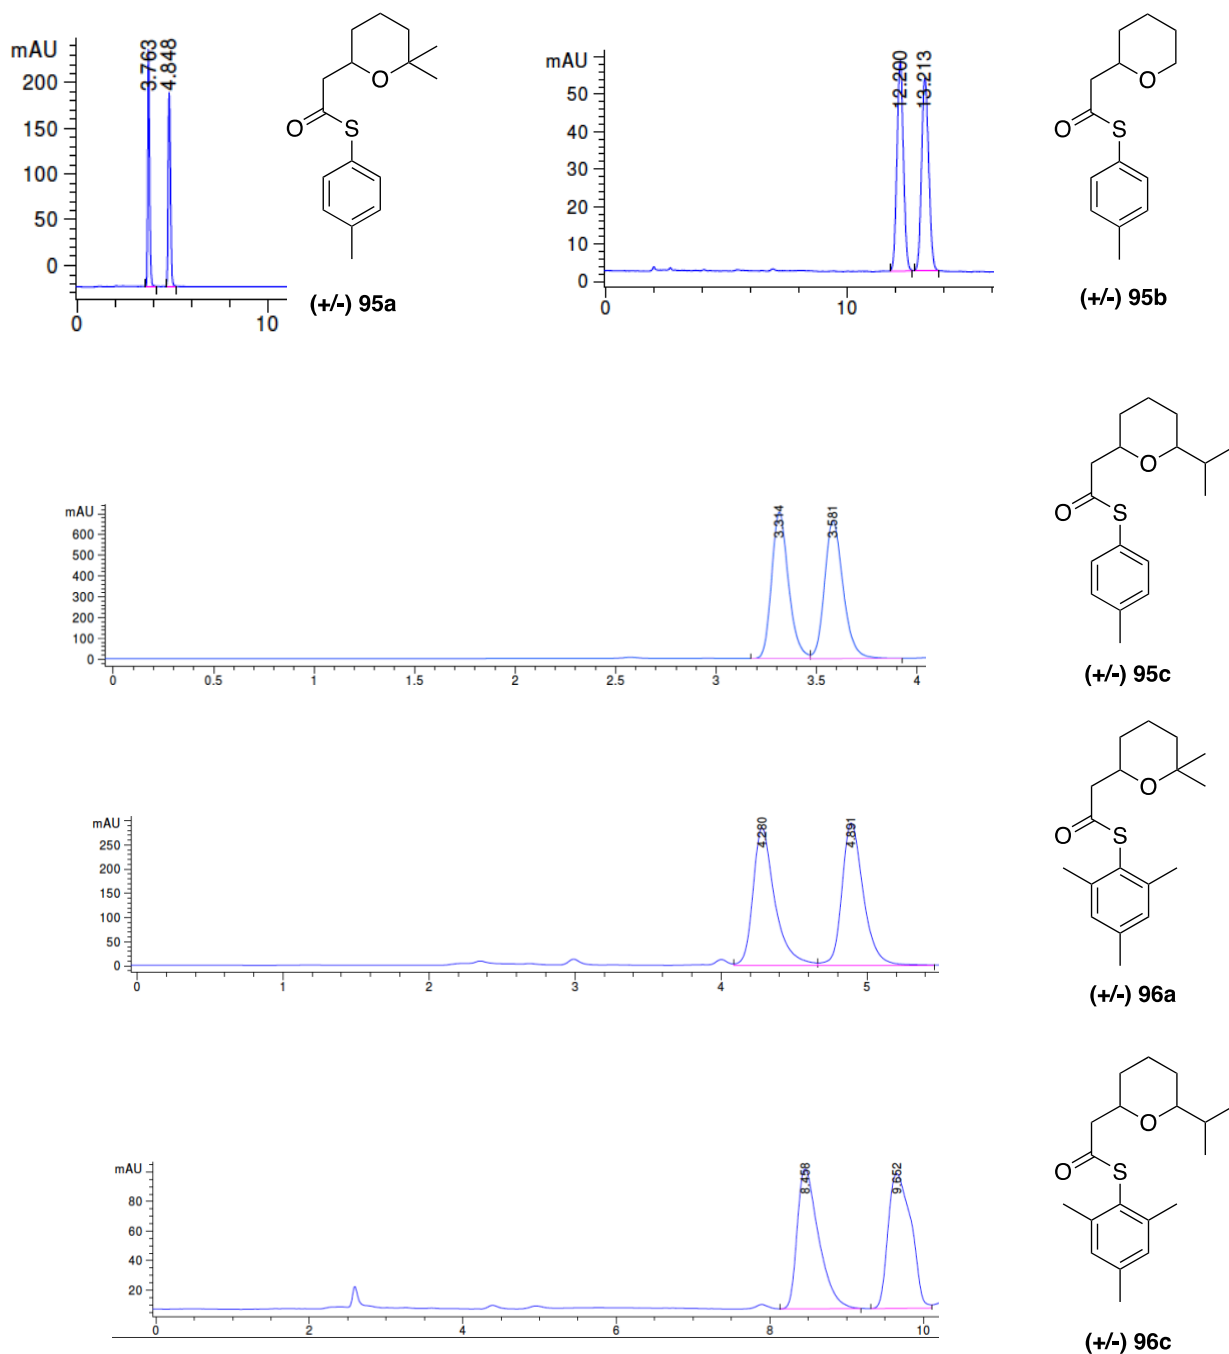 mAU
200
150
100
50
0
0
10
3.763
4.848
O
O
S
(+/-) 95a
mAU
50
40
30
20
10
0
0
10
12.200
13.213
O
O
S
(+/-) 95b
mAU
600
500
400
300
200
100
0
3.314
3.581
0
0.5
1
1.5
2
2.5
3
3.5
4
O
O
S
(+/-) 95c
mAU
250
200
150
100
50
0
4.280
4.891
0
1
2
3
4
5
O
O
S
(+/-) 96a
mAU
80
60
40
20
8.458
9.652
0
2
4
6
8
10
O
O
S
(+/-) 96c